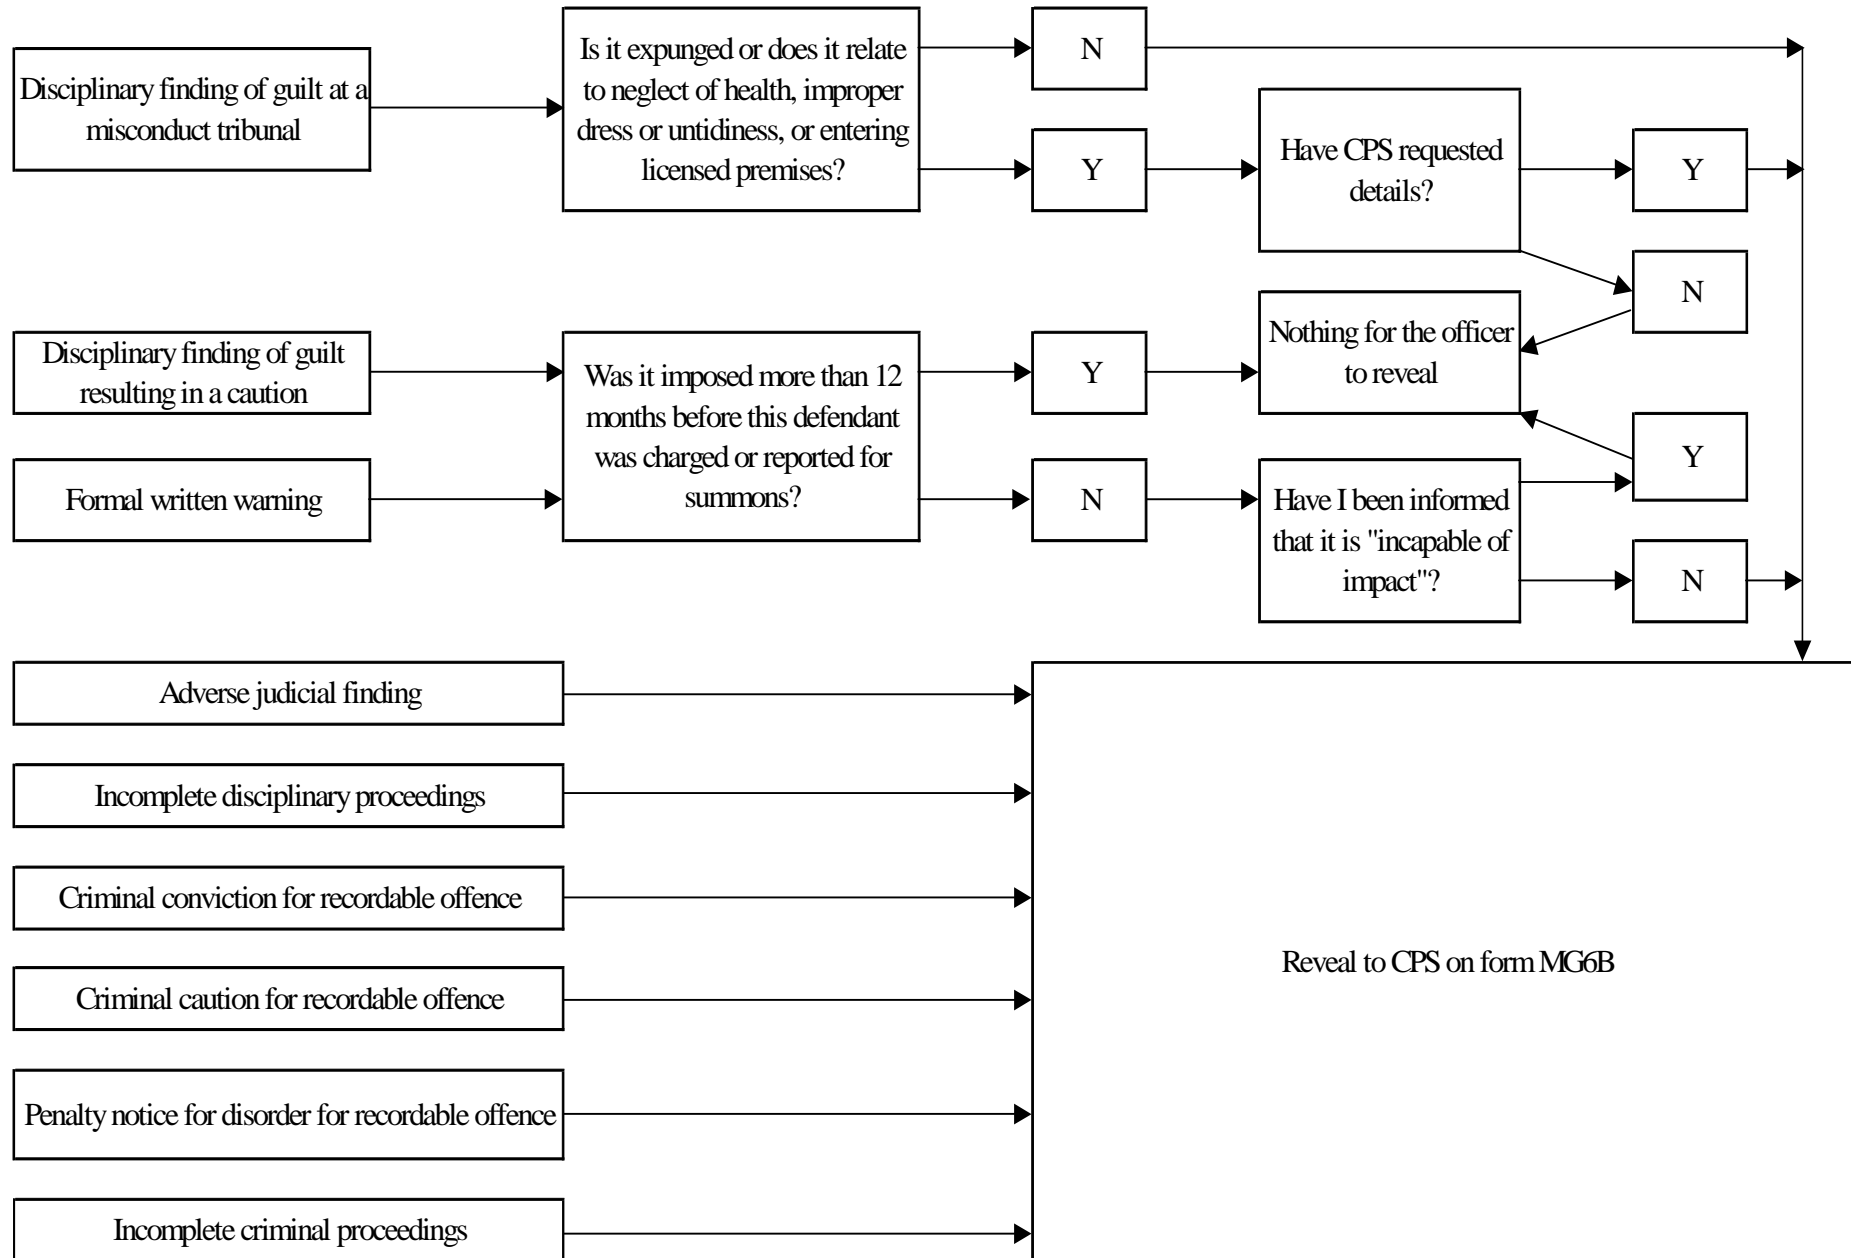 Disciplinary finding of guilt at a
misconduct tribunal
Is it expunged or does it relate
to neglect of health, improper
dress or untidiness, or entering
licensed premises?
N
Y
Have CPS requested
details?
Y
N
Disciplinary finding of guilt
resulting in a caution
Formal written warning
Was it imposed more than 12
months before this defendant
was charged or reported for
summons?
Y
N
Nothing for the officer
to reveal
Have I been informed
that it is "incapable of
impact"?
Y
N
Adverse judicial finding
Incomplete disciplinary proceedings
Criminal conviction for recordable offence
Criminal caution for recordable offence
Penalty notice for disorder for recordable offence
Incomplete criminal proceedings
Reveal to CPS on form MG6B